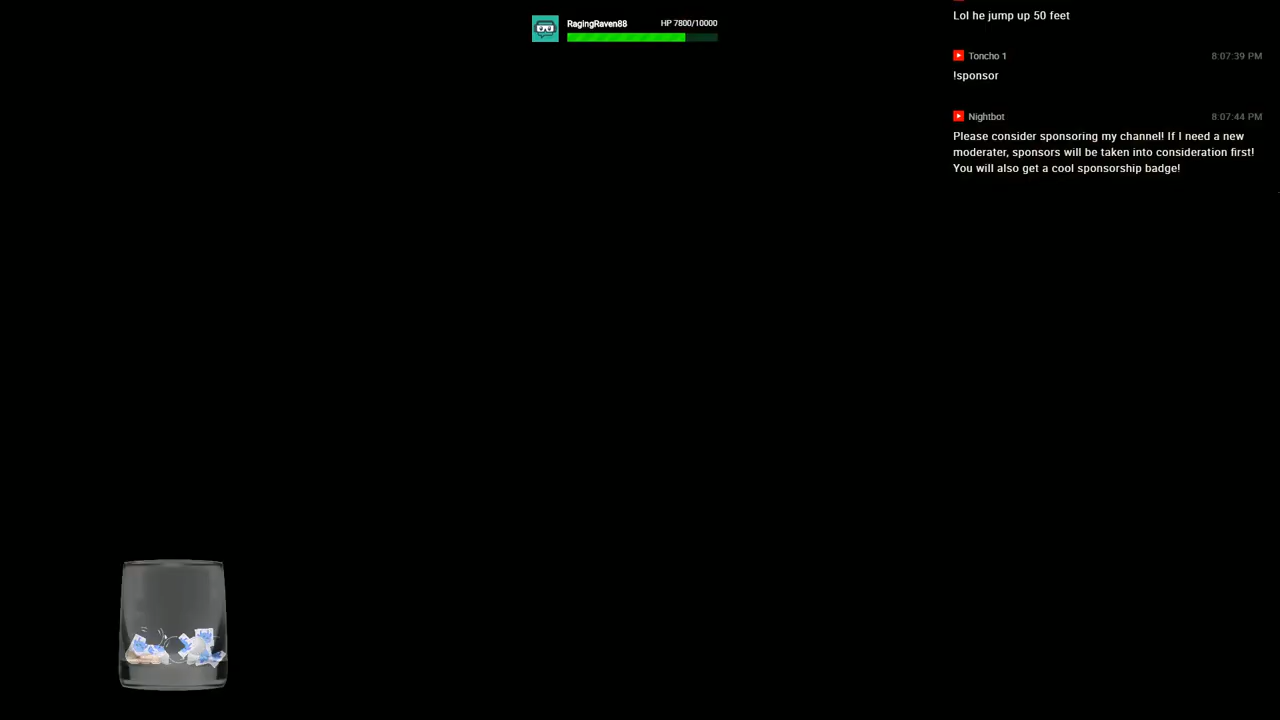 RagingRaven88 HP 7800/10000
Lol he jump up 50 feet
Toncho 1 8:07:39 PM
!sponsor
Nightbot 8:07:44 PM
Please consider sponsoring my channel! If I need a new
moderater, sponsors will be taken into consideration first!
You will also get a cool sponsorship badge!